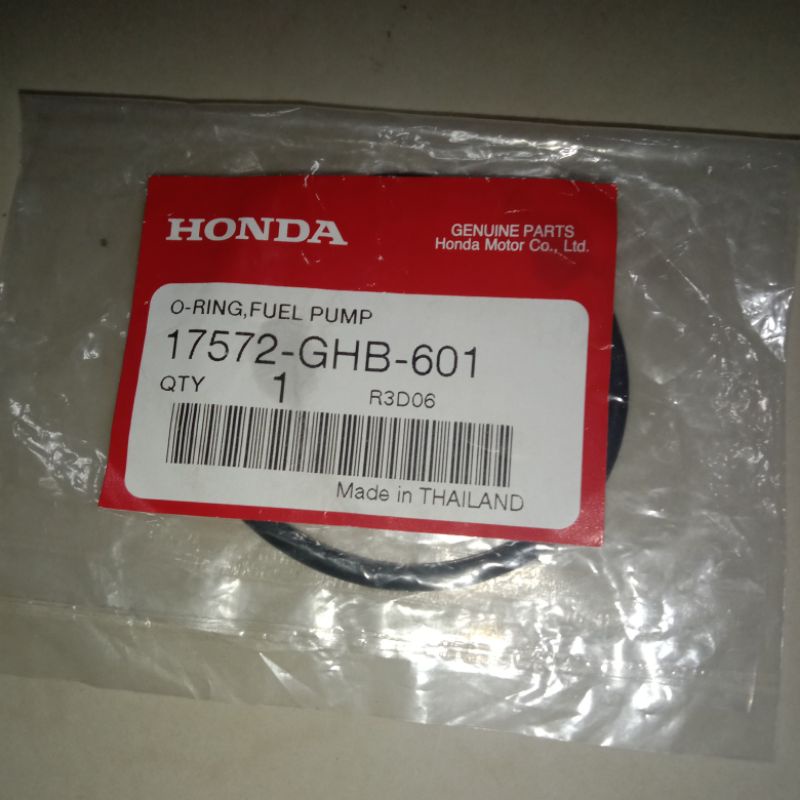 HONDA
GENUINE PARTS
Honda Motor Co., Ltd.
O-RING,FUEL PUMP
17572-GHB-601
QTY 1 R3D06
Made in THAILAND